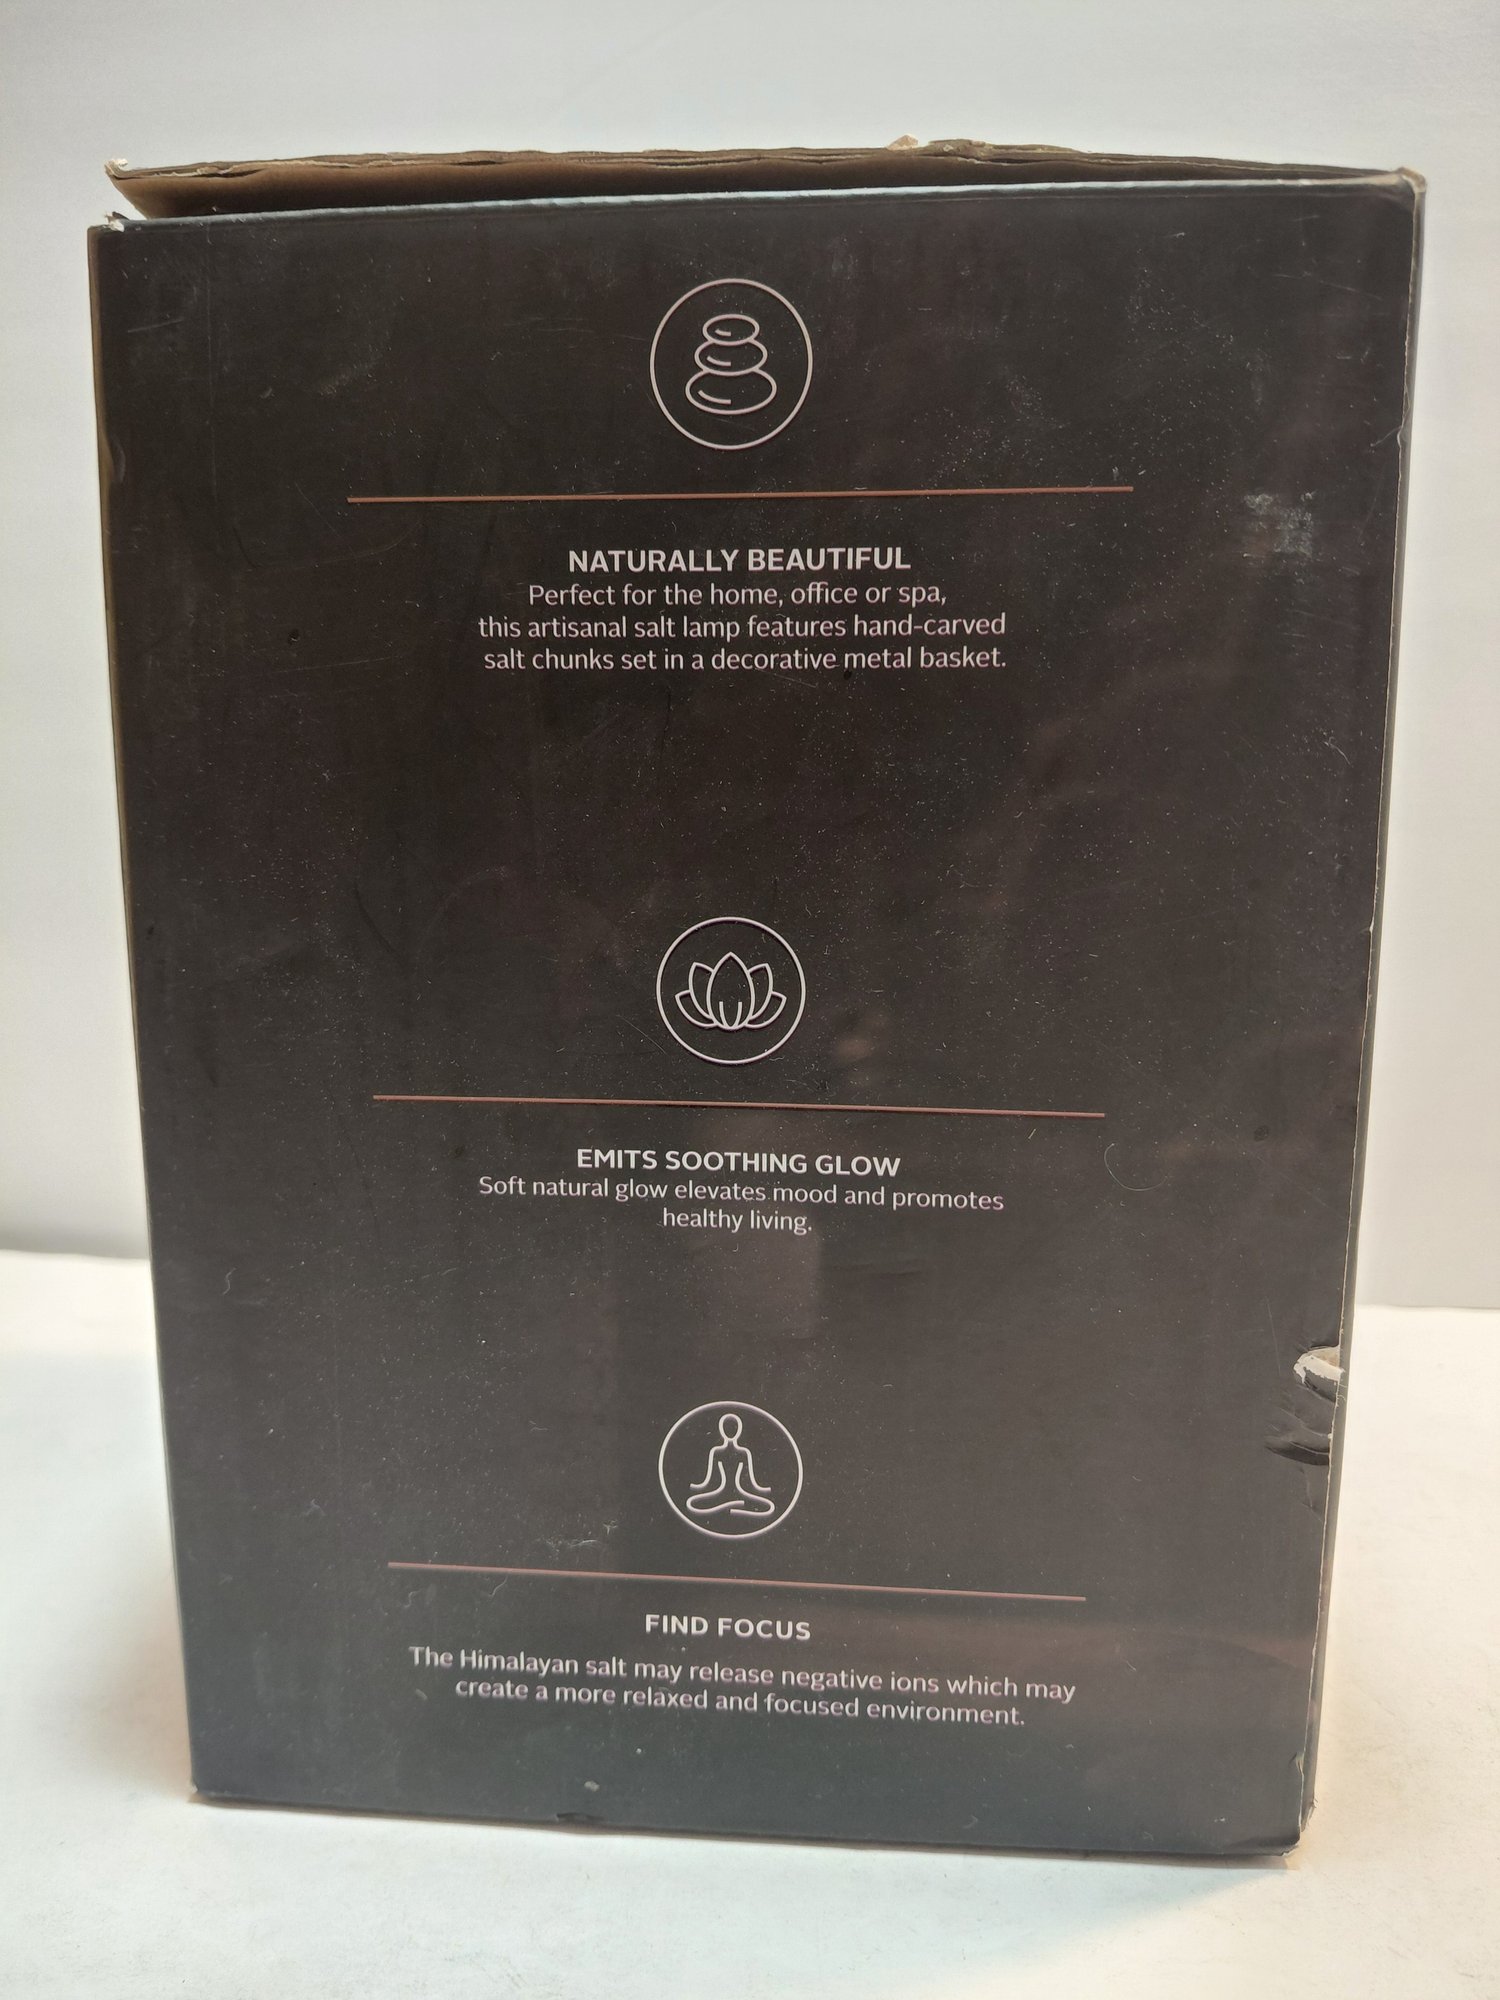 NATURALLY BEAUTIFUL
Perfect for the home, office or spa,
this artisanal salt lamp features hand-carved
salt chunks set in a decorative metal basket.
EMITS SOOTHING GLOW
Soft natural glow elevates mood and promotes
healthy living.
FIND FOCUS
The Himalayan salt may release negative ions which may
create a more relaxed and focused environment.